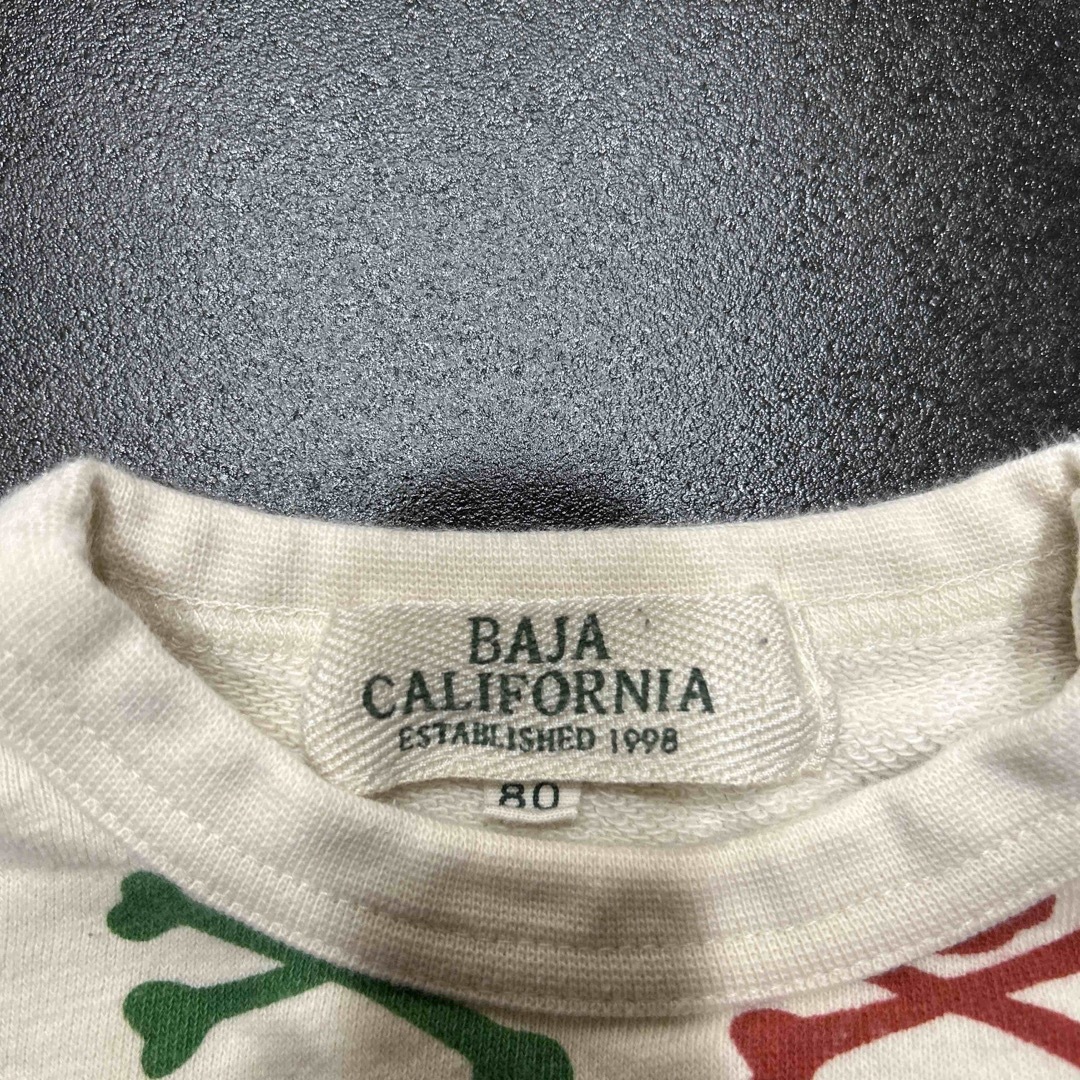 BAJA
CALIFORNIA
ESTABLISHED 1998
80